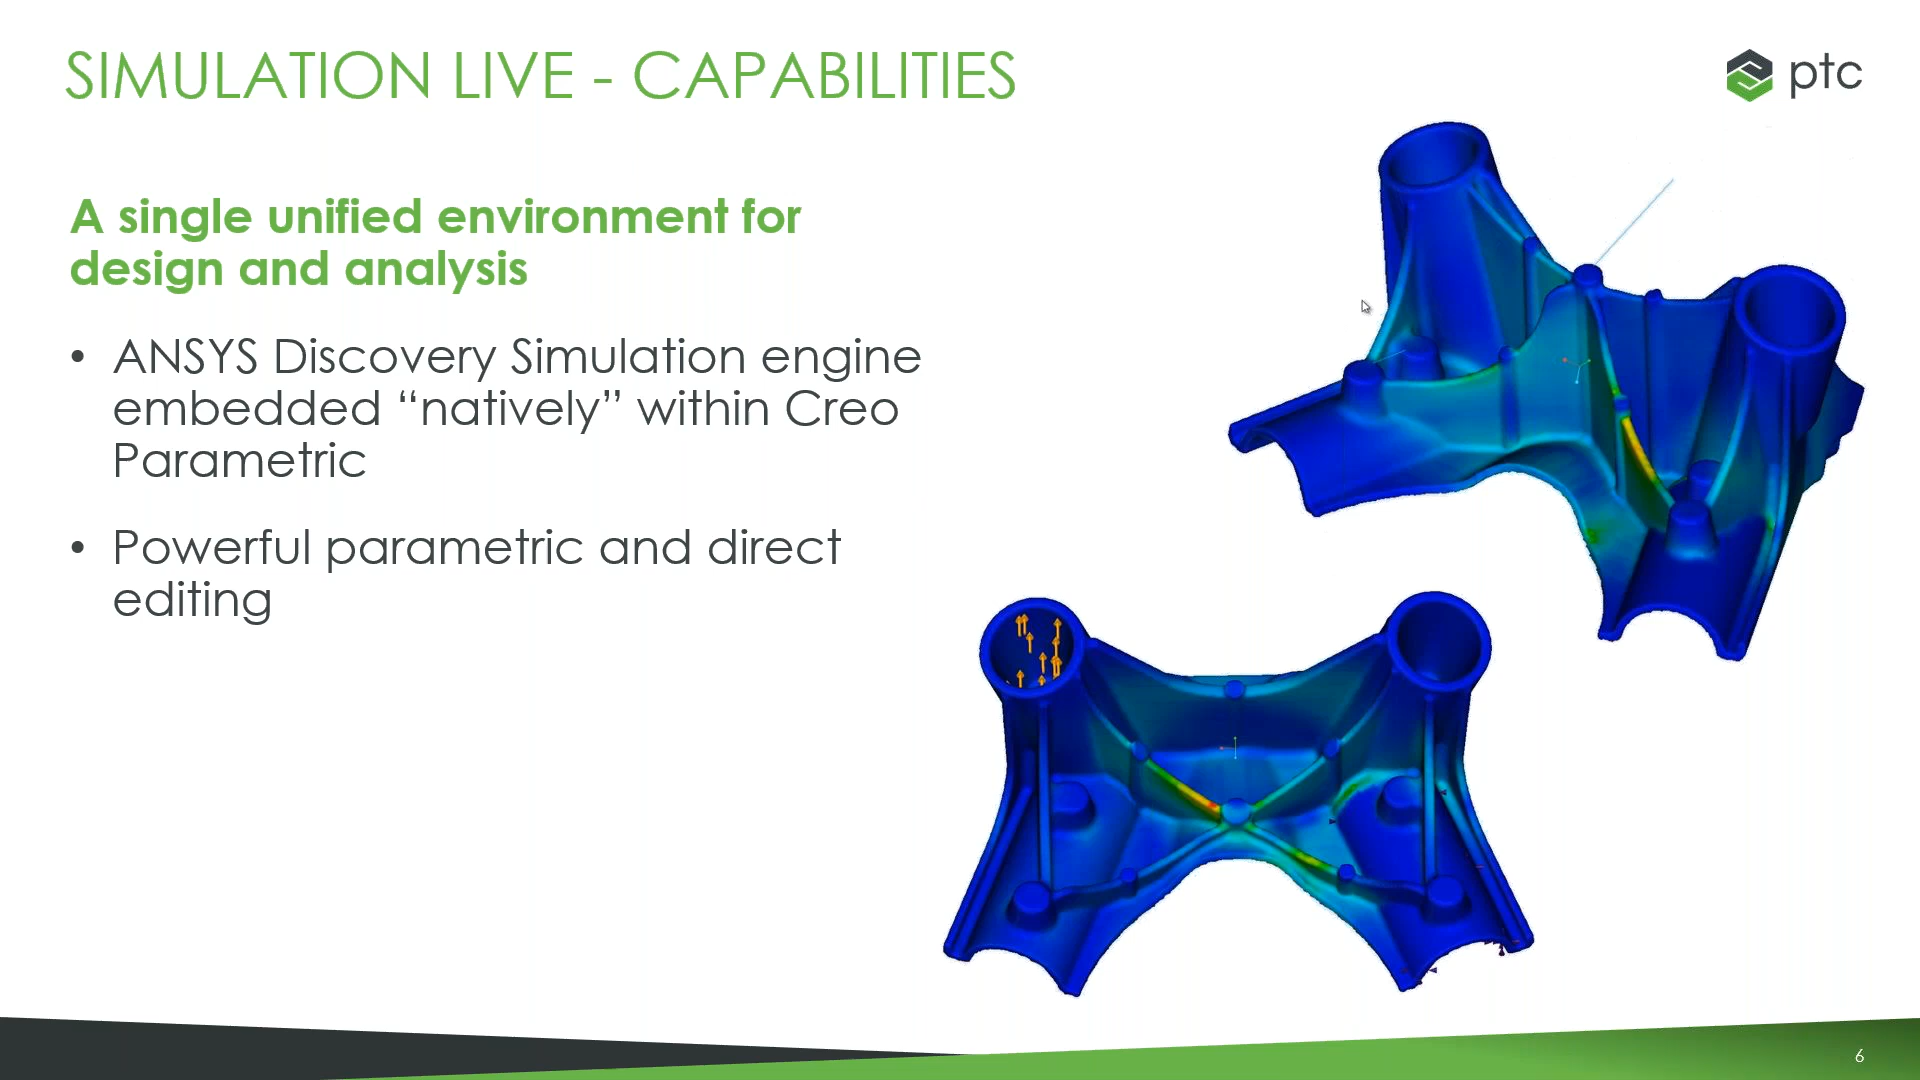 SIMULATION LIVE - CAPABILITIES
ptc
A single unified environment for
design and analysis
• ANSYS Discovery Simulation engine
embedded “natively” within Creo
Parametric
• Powerful parametric and direct
editing
6